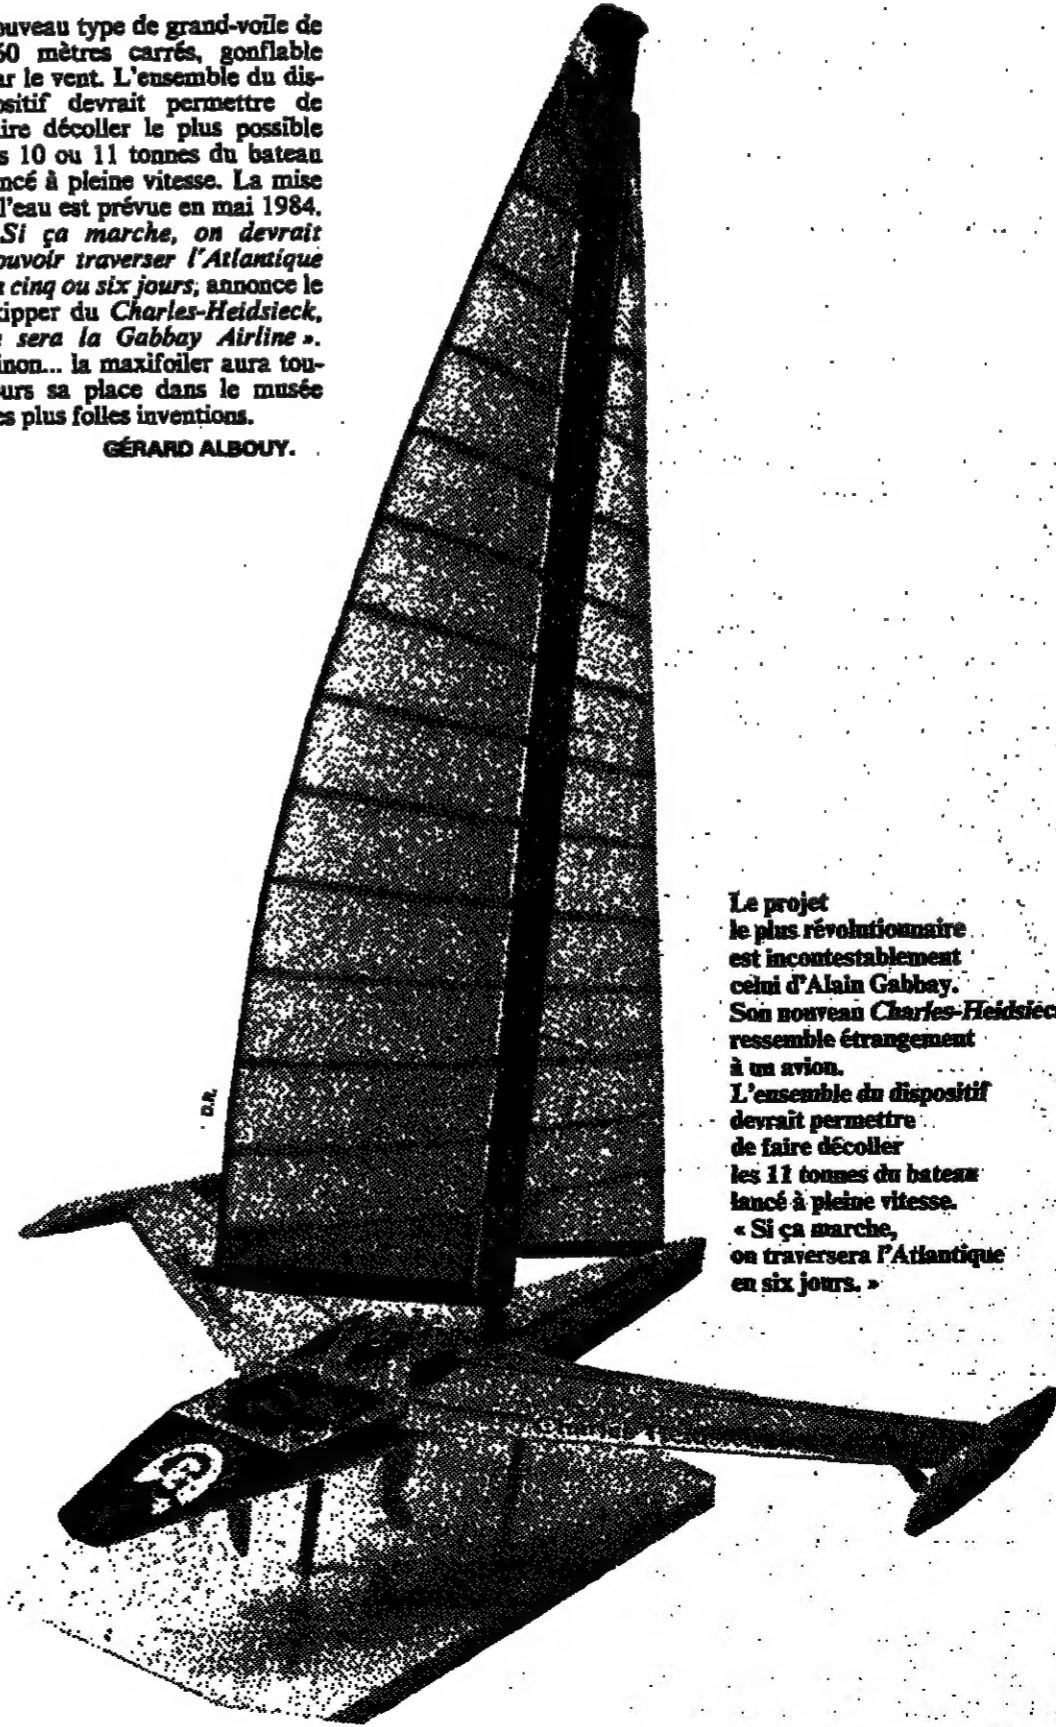 ouveau type de grand-voile de
60 mètres carrés, gonflable
ar le vent. L'ensemble du dis-
ositif devrait permettre de
ire décoller le plus possible
s 10 ou 11 tonnes du bateau
ncé à pleine vitesse. La mise
l'eau est prévue en mai 1984.
Si ça marche, on devrait
ouvoir traverser l'Atlantique
cinq ou six jours, annonce le
kipper du Charles-Heidsieck,
sera la Gabbay Airline ».
inon... la maxifoiler aura tou-
urs sa place dans le musée
es plus folles inventions.
GÉRARD ALBOUY.
D.R.
Le projet
le plus révolutionnaire
est incontestablement
celui d'Alain Gabbay.
Son nouveau Charles-Heidsiec
ressemble étrangement
à un avion.
L'ensemble du dispositif
devrait permettre
de faire décoller
les 11 tonnes du bateau
lancé à pleine vitesse.
« Si ça marche,
on traversera l'Atlantique
en six jours. »